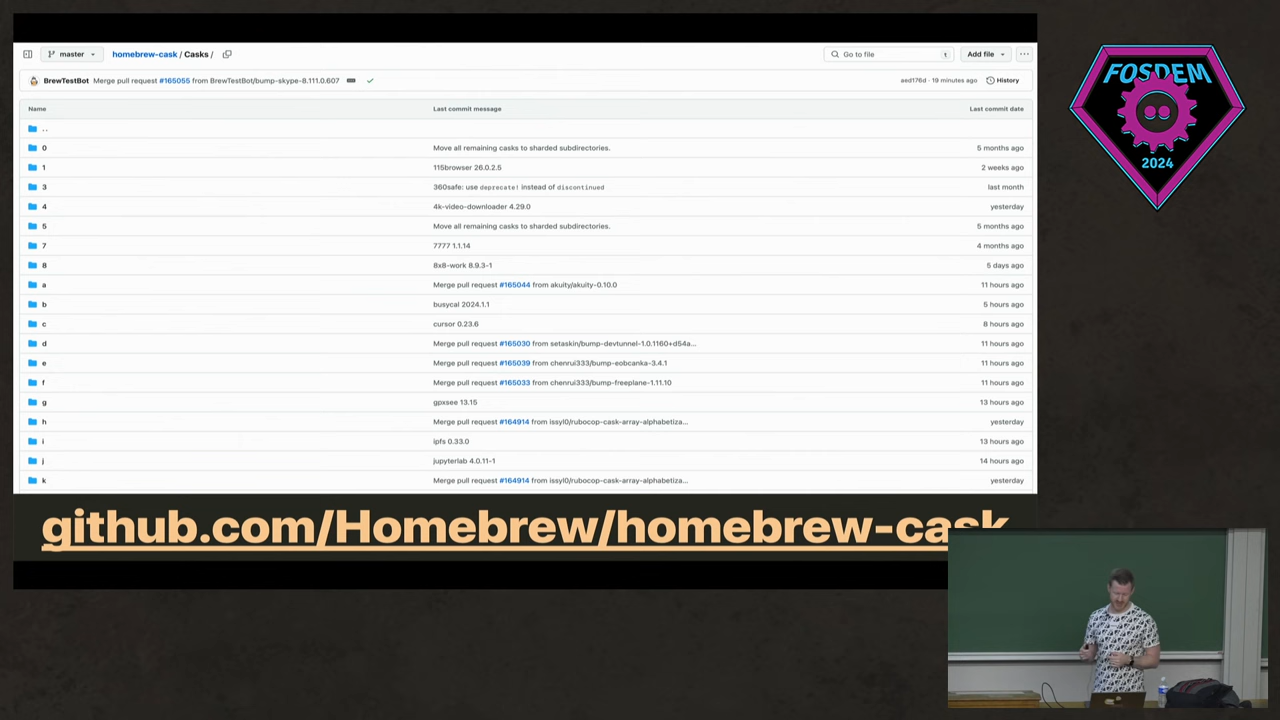 master
homebrew-cask / Casks /
Go to file
t
Add file
BrewTestBot Merge pull request #165055 from BrewTestBot/bump-skype-8.111.0.607
aed176d · 19 minutes ago
History
Name Last commit message Last commit date
..
0 Move all remaining casks to sharded subdirectories. 5 months ago
1 115browser 26.0.2.5 2 weeks ago
3 360safe: use deprecate! instead of discontinued last month
4 4k-video-downloader 4.29.0 yesterday
5 Move all remaining casks to sharded subdirectories. 5 months ago
7 7777 1.1.14 4 months ago
8 8x8-work 8.9.3-1 5 days ago
a Merge pull request #165044 from akuity/akuity-0.10.0 11 hours ago
b busycal 2024.1.1 5 hours ago
c cursor 0.23.6 8 hours ago
d Merge pull request #165030 from setaskin/bump-devtunnel-1.0.1160+d54a... 11 hours ago
e Merge pull request #165039 from chenrui333/bump-eobcanka-3.4.1 11 hours ago
f Merge pull request #165033 from chenrui333/bump-freeplane-1.11.10 11 hours ago
g gpxsee 13.15 13 hours ago
h Merge pull request #164914 from issyl0/rubocop-cask-array-alphabetiza... yesterday
i ipfs 0.33.0 13 hours ago
j jupyterlab 4.0.11-1 14 hours ago
k Merge pull request #164914 from issyl0/rubocop-cask-array-alphabetiza... yesterday
github.com/Homebrew/homebrew-cask
FOSDEM
2024